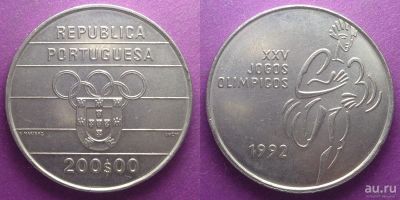 REPUBLICA
PORTUGUESA
200$00
XXV
JOGOS
OLIMPICOS
1992
au.ru